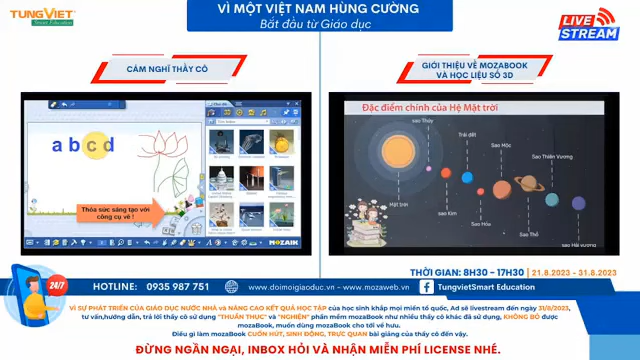 TUNGVIET
Smart Education
VÌ MỘT VIỆT NAM HÙNG CƯỜNG
Bắt đầu từ Giáo dục
LIVE
STREAM
CẢM NGHĨ THẦY CÔ
GIỚI THIỆU VỀ MOZABOOK
VÀ HỌC LIỆU SỐ 3D
a b c d
Thỏa sức sáng tạo với
công cụ vẽ !
MOZAIK
Đặc điểm chính của Hệ Mặt trời
sao Thủy
Trái đất
sao Mộc
Sao Thiên Vương
Mặt trời
sao Kim
Sao Hỏa
Sao Thổ
sao Hải vương
THỜI GIAN: 8H30 - 17H30 | 21.8.2023 - 31.8.2023
24/7
HOTLINE: 0935 987 751
www.doimoigiaoduc.vn - www.mozaweb.vn
TungvietSmart Education
VÌ SỰ PHÁT TRIỂN CỦA GIÁO DỤC NƯỚC NHÀ VÀ NÂNG CAO KẾT QUẢ HỌC TẬP của học sinh khắp mọi miền tổ quốc, Ad sẽ livestream đến ngày 31/8/2023,
tư vấn,hướng dẫn, trả lời thầy cô sử dụng "THUẦN THỤC" và "NGHIỆN" phần mềm mozaBook như nhiều thầy cô khác đã sử dụng, KHÔNG BỎ được
mozaBook, muốn dùng mozaBook cho tới về hưu.
Điều gì làm mozaBook CUỐN HÚT, SINH ĐỘNG, TRỰC QUAN bài giảng của thầy cô đến vậy.
ĐỪNG NGẦN NGẠI, INBOX HỎI VÀ NHẬN MIỄN PHÍ LICENSE NHÉ.